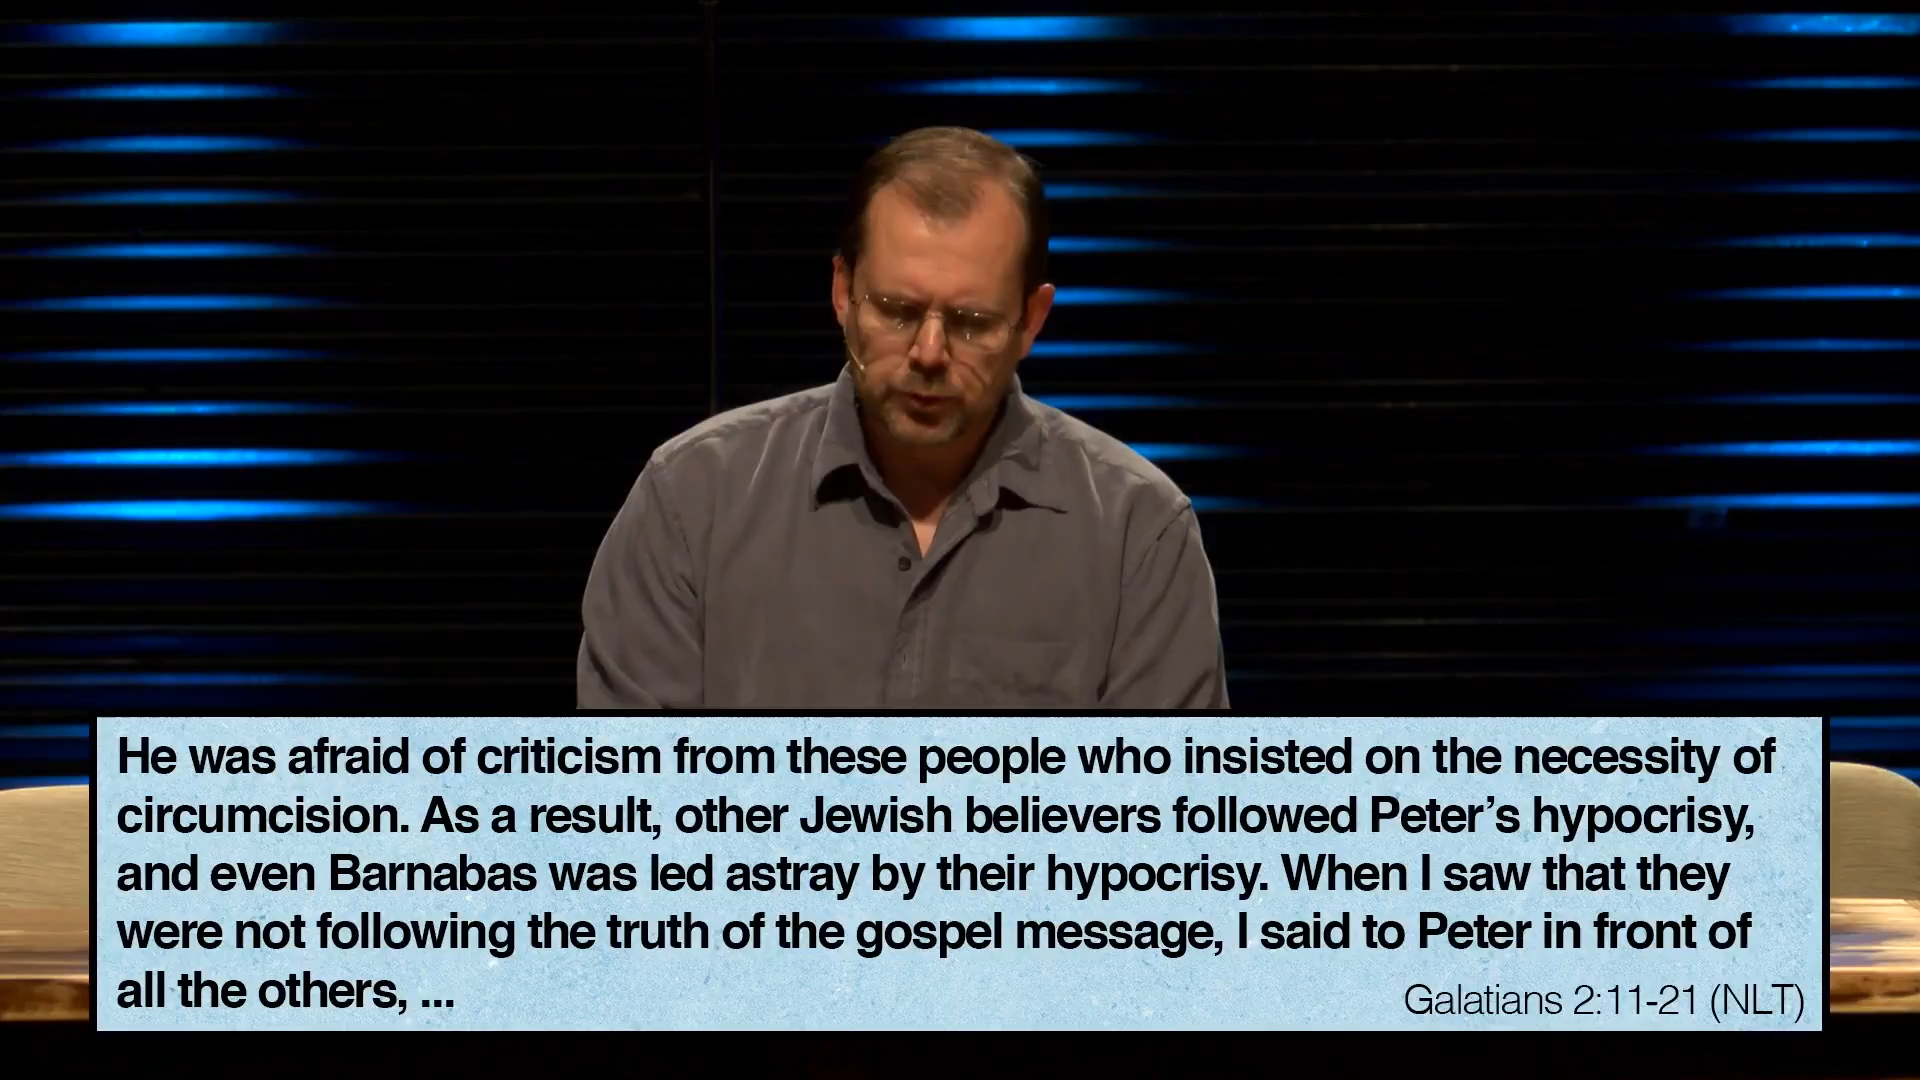 He was afraid of criticism from these people who insisted on the necessity of
circumcision. As a result, other Jewish believers followed Peter’s hypocrisy,
and even Barnabas was led astray by their hypocrisy. When I saw that they
were not following the truth of the gospel message, I said to Peter in front of
all the others, ...
Galatians 2:11-21 (NLT)